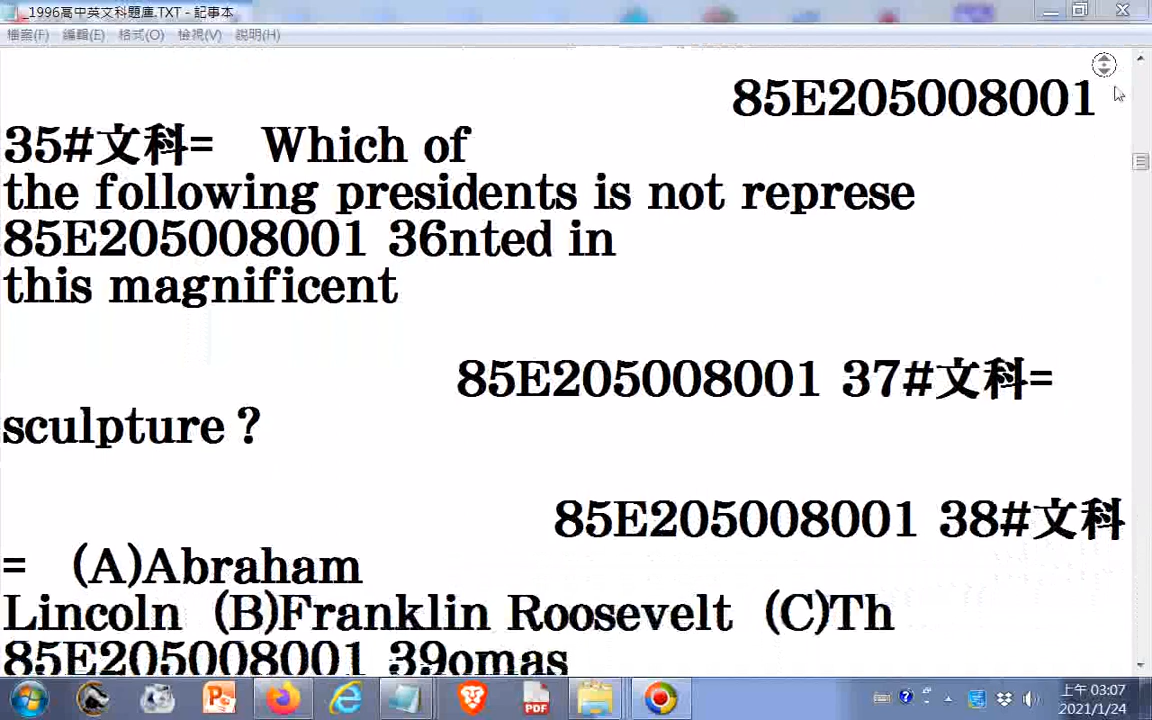 _1996高中英文科題庫.TXT - 記事本
檔案(F) 編輯(E) 格式(O) 檢視(V) 說明(H)
85E205008001
35#文科= Which of
the following presidents is not represe
85E205008001 36nted in
this magnificent
85E205008001 37#文科=
sculpture？
85E205008001 38#文科
= (A)Abraham
Lincoln (B)Franklin Roosevelt (C)Th
85E205008001 39omas
PDF
上午 03:07
2021/1/24